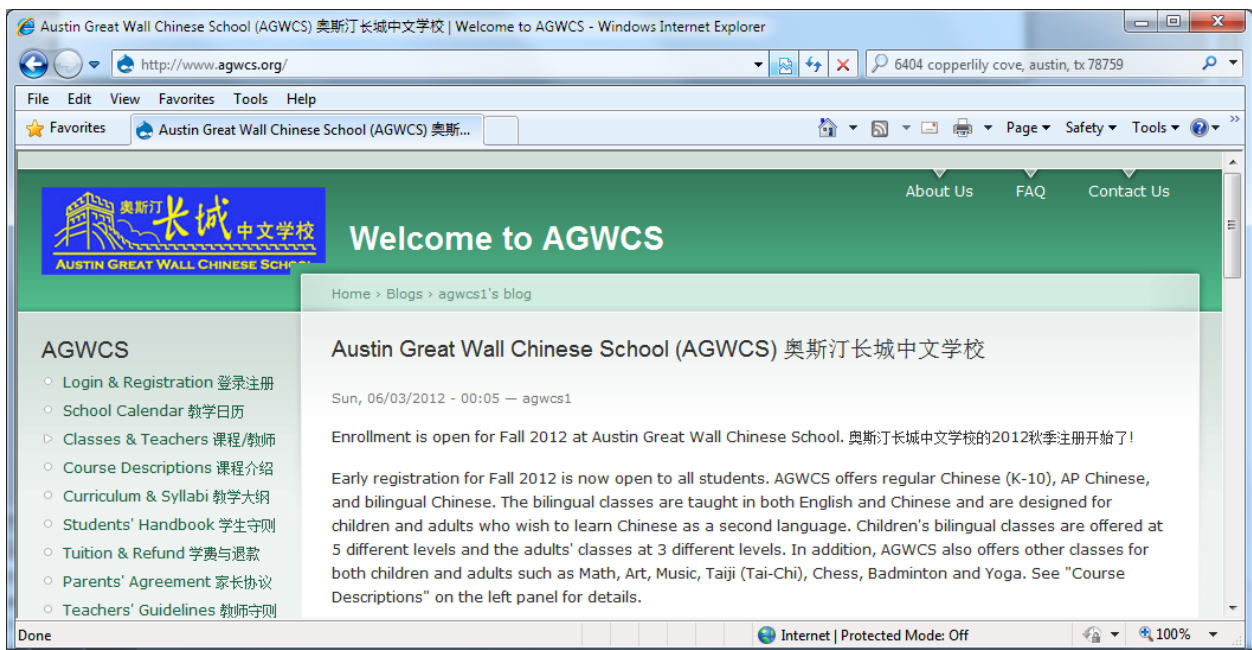 Austin Great Wall Chinese School (AGWCS) 奥斯汀长城中文学校 | Welcome to AGWCS - Windows Internet Explorer
http://www.agwcs.org/
6404 copperlily cove, austin, tx 78759
File Edit View Favorites Tools Help
Favorites
Austin Great Wall Chinese School (AGWCS) 奥斯...
Page Safety Tools
About Us FAQ Contact Us
奥斯汀长城中文学校
AUSTIN GREAT WALL CHINESE SCHOOL
Welcome to AGWCS
Home › Blogs › agwcs1's blog
AGWCS
Login & Registration 登录注册
School Calendar 教学日历
Classes & Teachers 课程/教师
Course Descriptions 课程介绍
Curriculum & Syllabi 教学大纲
Students' Handbook 学生守则
Tuition & Refund 学费与退款
Parents' Agreement 家长协议
Teachers' Guidelines 教师守则
Austin Great Wall Chinese School (AGWCS) 奥斯汀长城中文学校
Sun, 06/03/2012 - 00:05 — agwcs1
Enrollment is open for Fall 2012 at Austin Great Wall Chinese School. 奥斯汀长城中文学校的2012秋季注册开始了!
Early registration for Fall 2012 is now open to all students. AGWCS offers regular Chinese (K-10), AP Chinese,
and bilingual Chinese. The bilingual classes are taught in both English and Chinese and are designed for
children and adults who wish to learn Chinese as a second language. Children's bilingual classes are offered at
5 different levels and the adults' classes at 3 different levels. In addition, AGWCS also offers other classes for
both children and adults such as Math, Art, Music, Taiji (Tai-Chi), Chess, Badminton and Yoga. See "Course
Descriptions" on the left panel for details.
Done
Internet | Protected Mode: Off
100%